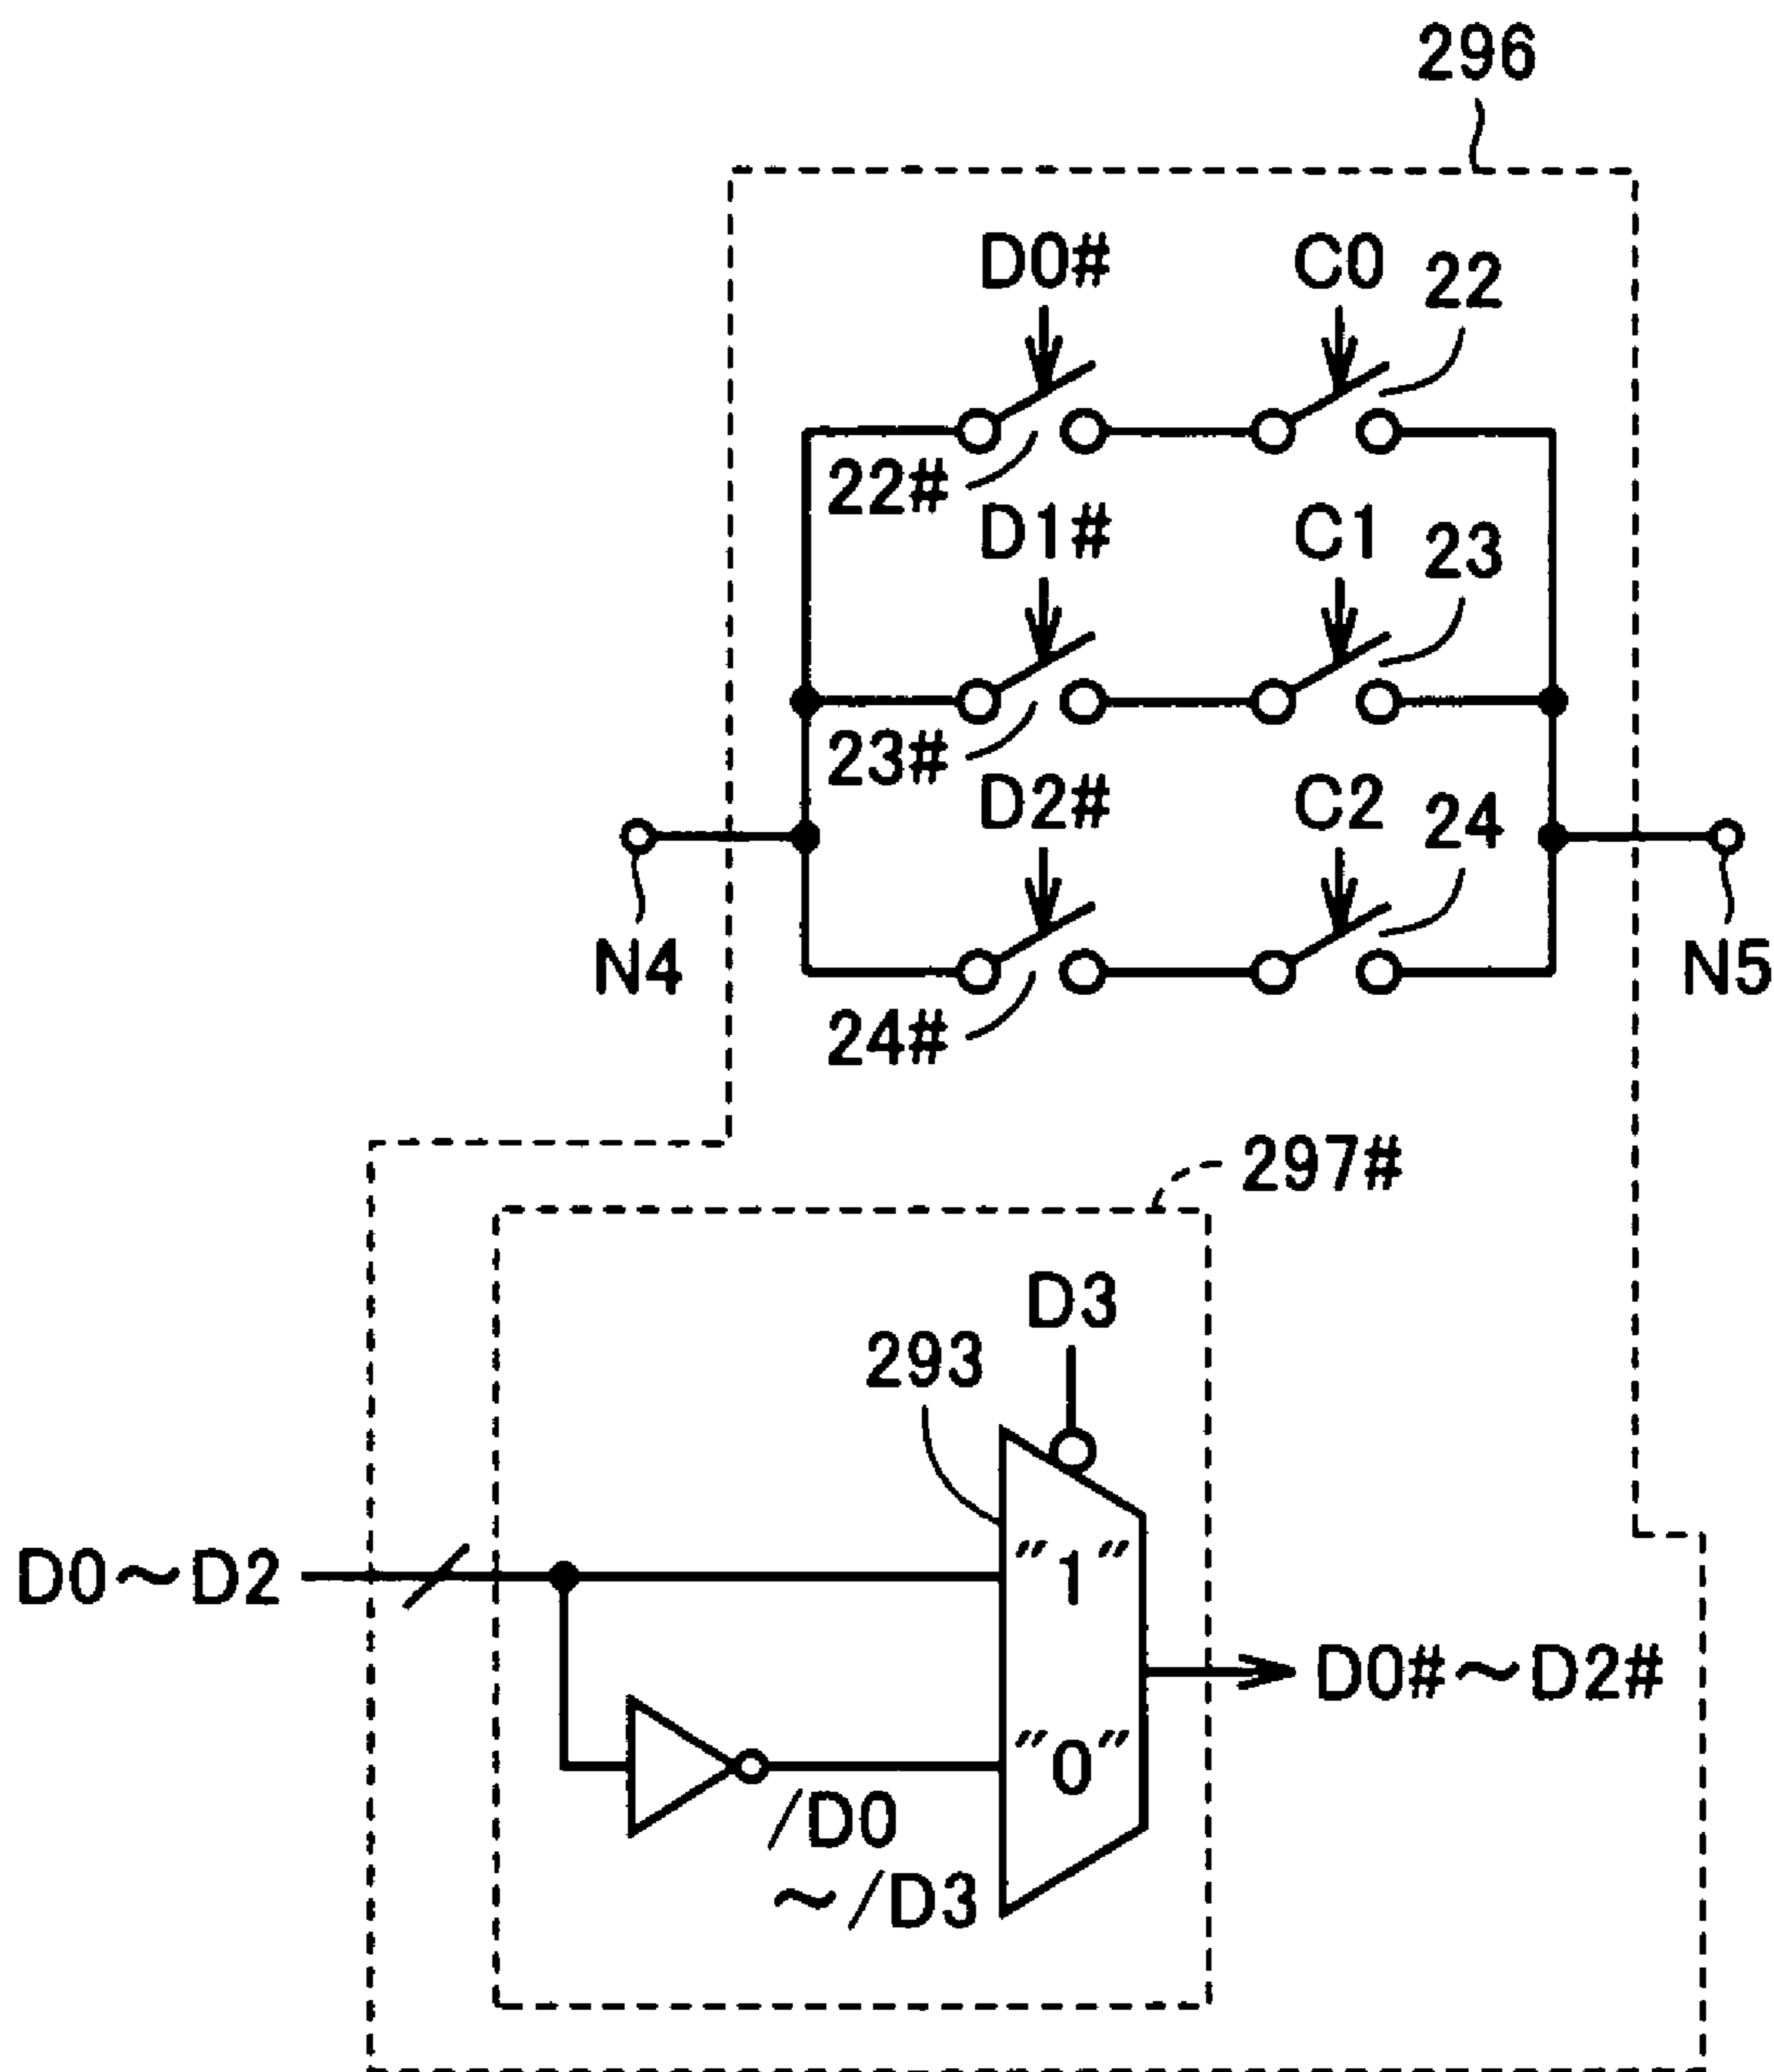 296
D0# C0 22
22#
D1# C1 23
23#
D2# C2 24
N4 N5
24#
297#
D3
293
D0~D2 "1"
D0#~D2#
"0"
/D0
~/D3